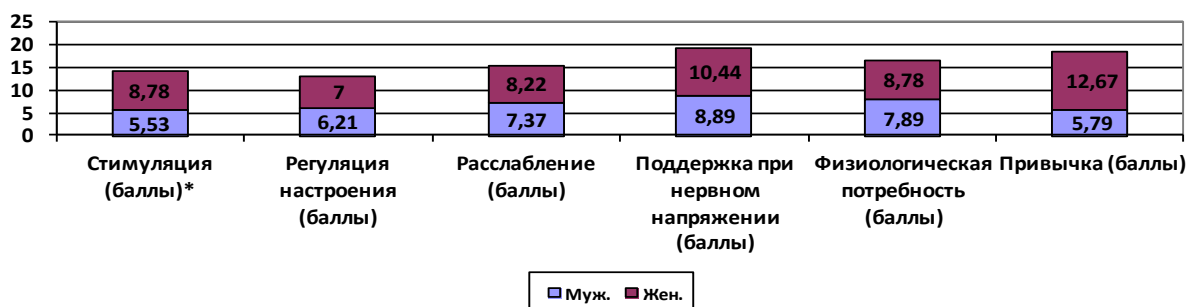 25
20
15
10
5
0
8,78 7 8,22 10,44 8,78 12,67
5,53 6,21 7,37 8,89 7,89 5,79
Стимуляция (баллы)*
Регуляция настроения (баллы)
Расслабление (баллы)
Поддержка при нервном напряжении (баллы)
Физиологическая потребность (баллы)
Привычка (баллы)
Муж. Жен.